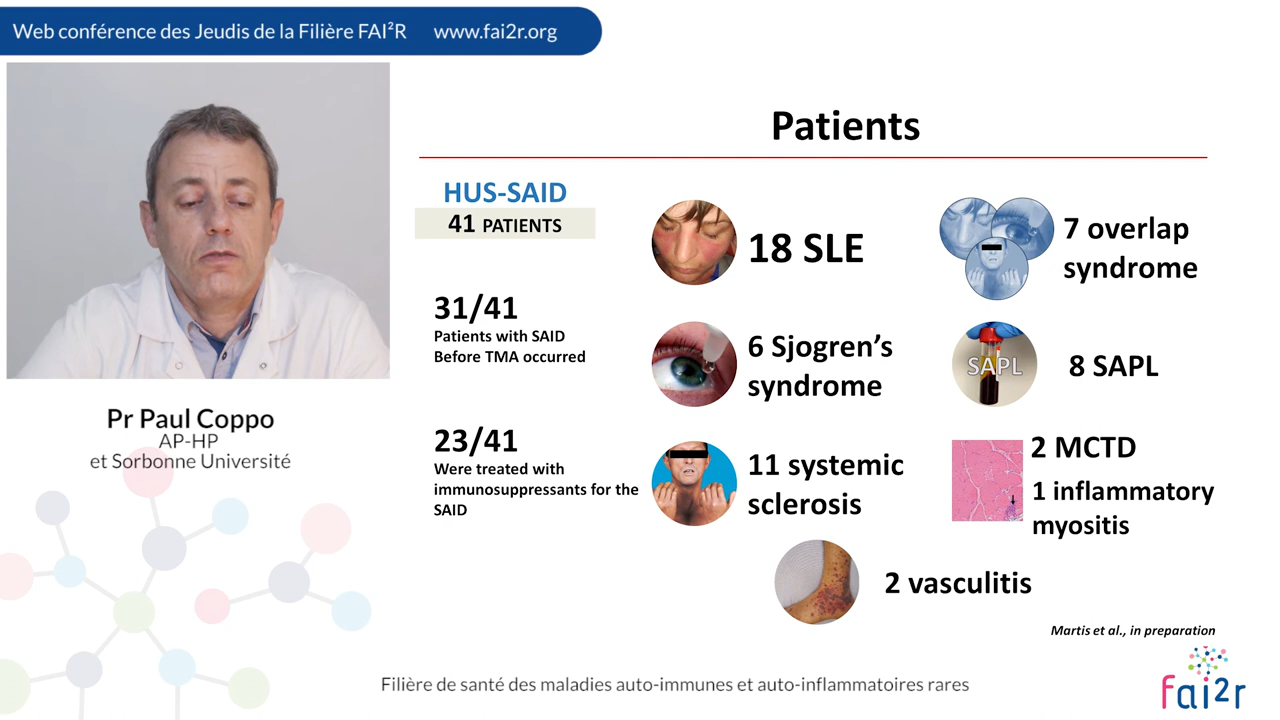 Web conférence des Jeudis de la Filière FAI²R www.fai2r.org
Patients
HUS-SAID
41 PATIENTS
31/41
Patients with SAID
Before TMA occurred
23/41
Were treated with
immunosuppressants for the
SAID
18 SLE
7 overlap
syndrome
6 Sjogren's
syndrome
SAPL
8 SAPL
11 systemic
sclerosis
2 MCTD
1 inflammatory
myositis
2 vasculitis
Martis et al., in preparation
Pr Paul Coppo
AP-HP
et Sorbonne Université
Filière de santé des maladies auto-immunes et auto-inflammatoires rares
fai2r